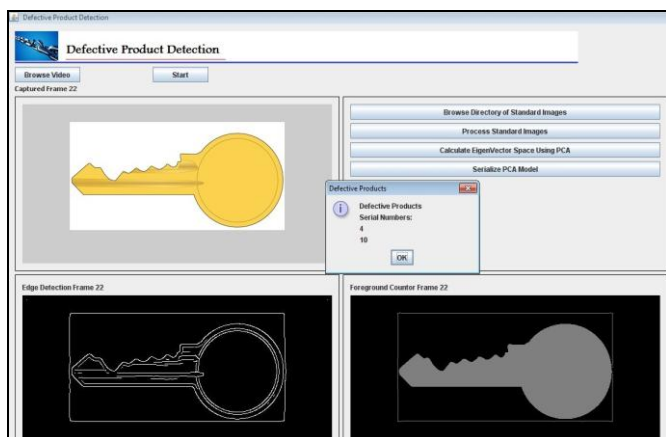 Defective Product Detection
Defective Product Detection
Browse Video
Start
Captured Frame 22
Browse Directory of Standard Images
Process Standard Images
Calculate EigenVector Space Using PCA
Serialize PCA Model
Defective Products
Defective Products
Serial Numbers:
4
10
OK
Edge Detection Frame 22
Foreground Counter Frame 22